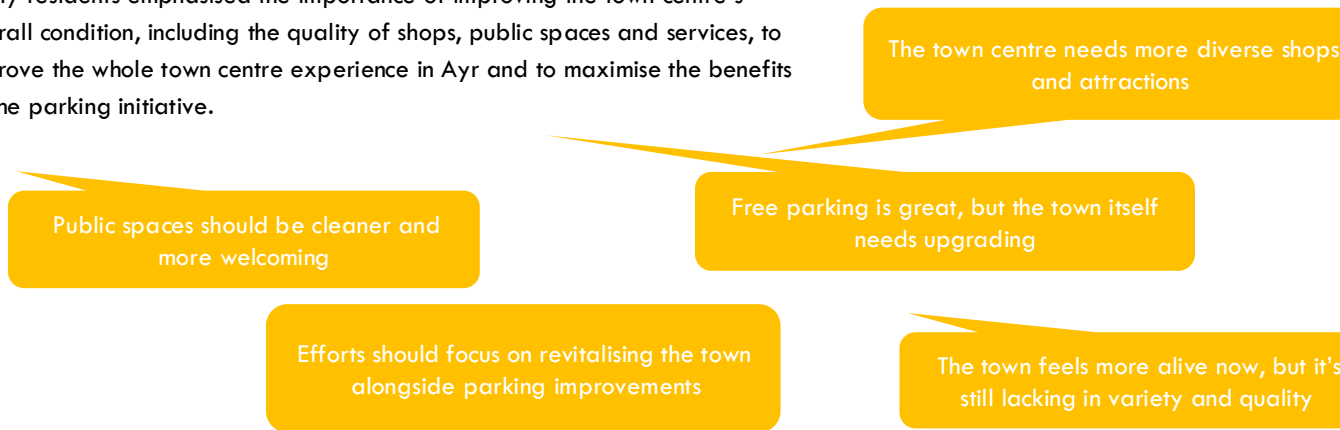 residents emphasised the importance of improving the town centre's
condition, including the quality of shops, public spaces and services, to
the whole town centre experience in Ayr and to maximise the benefits
parking initiative.
The town centre needs more diverse shops
and attractions
Public spaces should be cleaner and
more welcoming
Free parking is great, but the town itself
needs upgrading
Efforts should focus on revitalising the town
alongside parking improvements
The town feels more alive now, but it's
still lacking in variety and quality